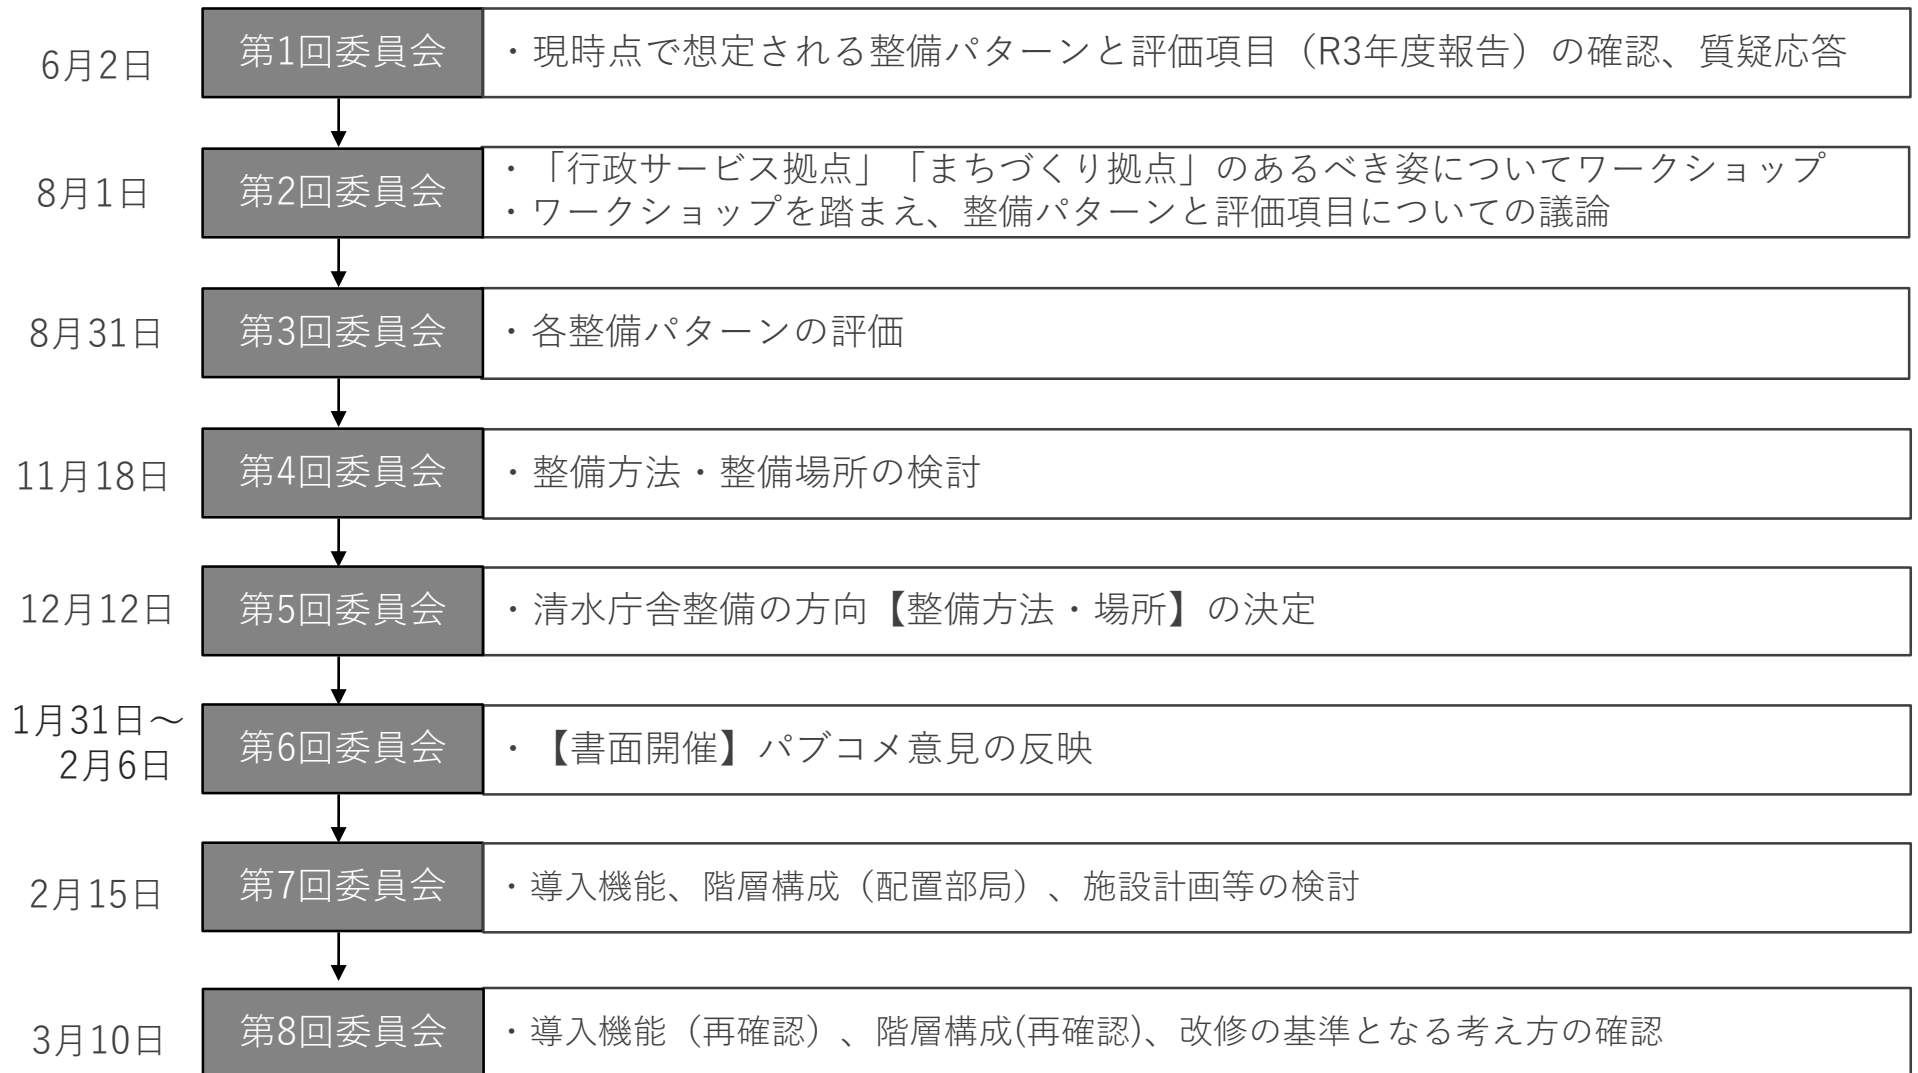 6月2日
第1回委員会
・現時点で想定される整備パターンと評価項目（R3年度報告）の確認、質疑応答
8月1日
第2回委員会
・「行政サービス拠点」「まちづくり拠点」のあるべき姿についてワークショップ
・ワークショップを踏まえ、整備パターンと評価項目についての議論
8月31日
第3回委員会
・各整備パターンの評価
11月18日
第4回委員会
・整備方法・整備場所の検討
12月12日
第5回委員会
・清水庁舎整備の方向【整備方法・場所】の決定
1月31日～
2月6日
第6回委員会
・【書面開催】パブコメ意見の反映
2月15日
第7回委員会
・導入機能、階層構成（配置部局）、施設計画等の検討
3月10日
第8回委員会
・導入機能（再確認）、階層構成(再確認)、改修の基準となる考え方の確認